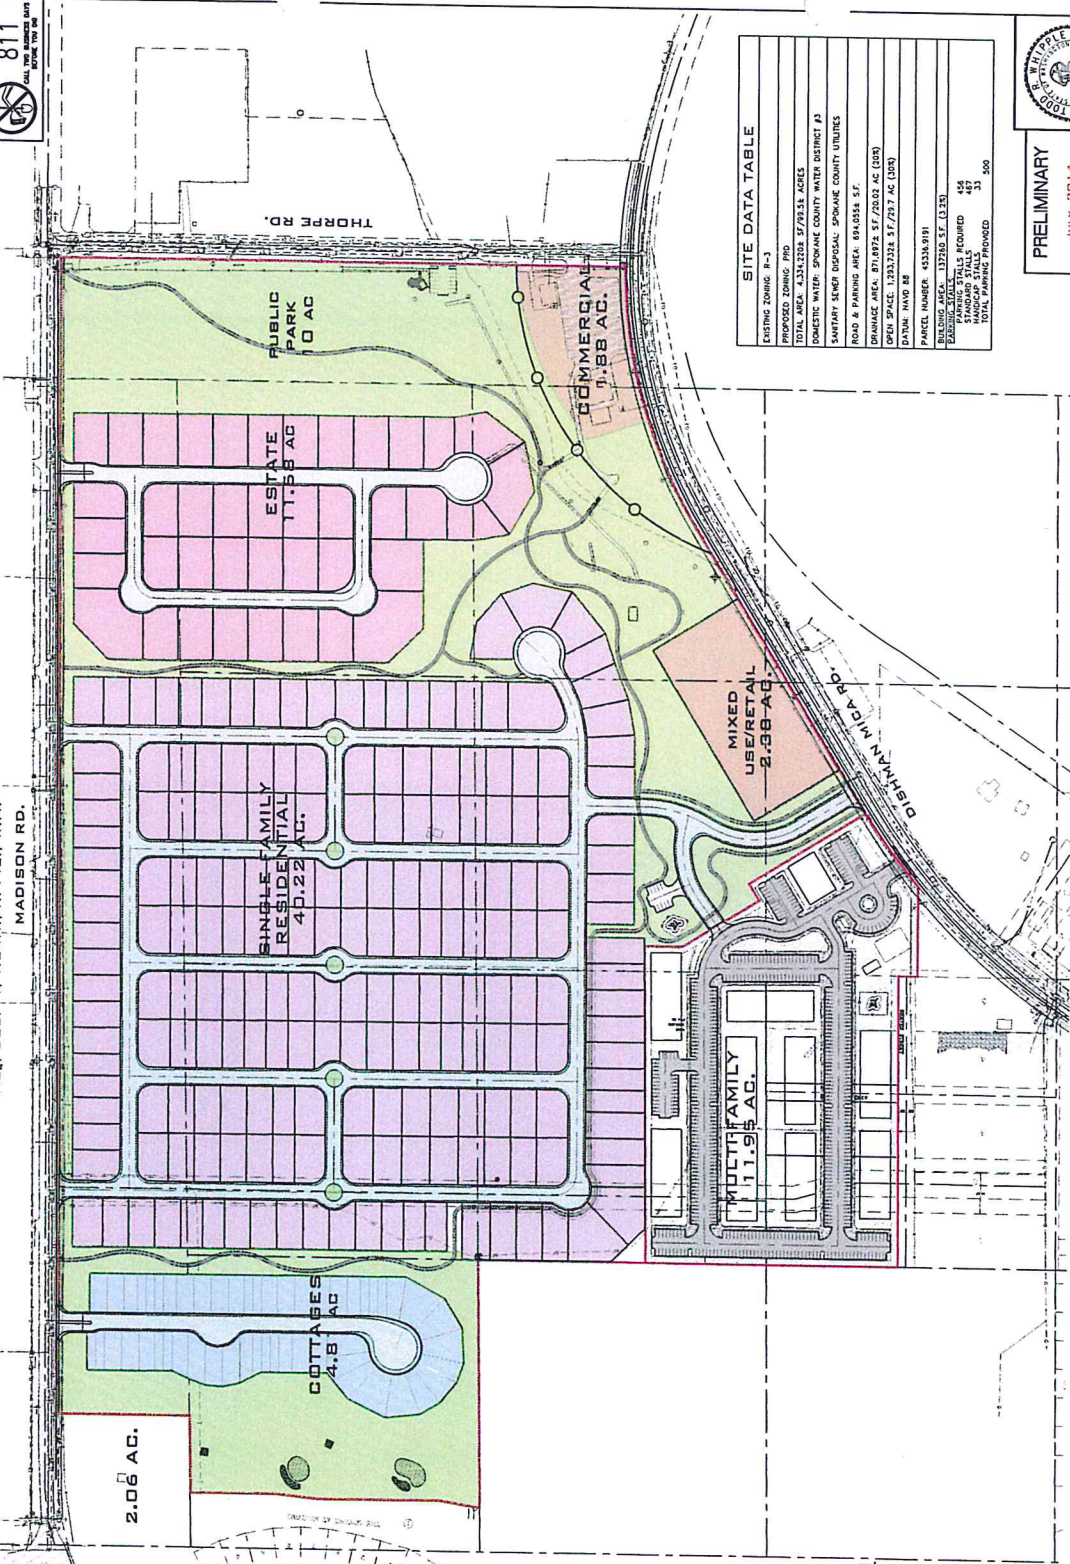 811
CALL TWO BUSINESS DAYS
BEFORE YOU DIG
MADISON RD.
THORPE RD.
DISHMAN MICA RD.
PUBLIC
PARK
10 AC
ESTATE
11.58 AC
COMMERCIAL
1.88 AC.
SINGLE FAMILY
RESIDENTIAL
40.22 AC.
MIXED
USE/RETAIL
2.38 AC.
MULTI-FAMILY
11.95 AC.
COTTAGES
AC
2.06 AC.
SITE DATA TABLE
EXISTING ZONING: R-3
PROPOSED ZONING: PRD
TOTAL AREA: 4,334,220± SF/99.5± ACRES
DOMESTIC WATER: SPOKANE COUNTY WATER DISTRICT #3
SANITARY SEWER DISPOSAL: SPOKANE COUNTY UTILITIES
ROAD & PARKING AREA: 694,055± S.F.
DRAINAGE AREA: 871,897± S.F./20.02 AC (20%)
OPEN SPACE: 1,293,732± S.F./29.7 AC (30%)
DATUM: NAVD 88
PARCEL NUMBER: 45336.9191
BUILDING AREA: 137260 S.F. (3.2%)
PARKING STALLS:
PARKING STALLS REQUIRED 456
STANDARD STALLS 467
HANDICAP STALLS 33
TOTAL PARKING PROVIDED 500
PRELIMINARY
TODD R. WHIPPLE